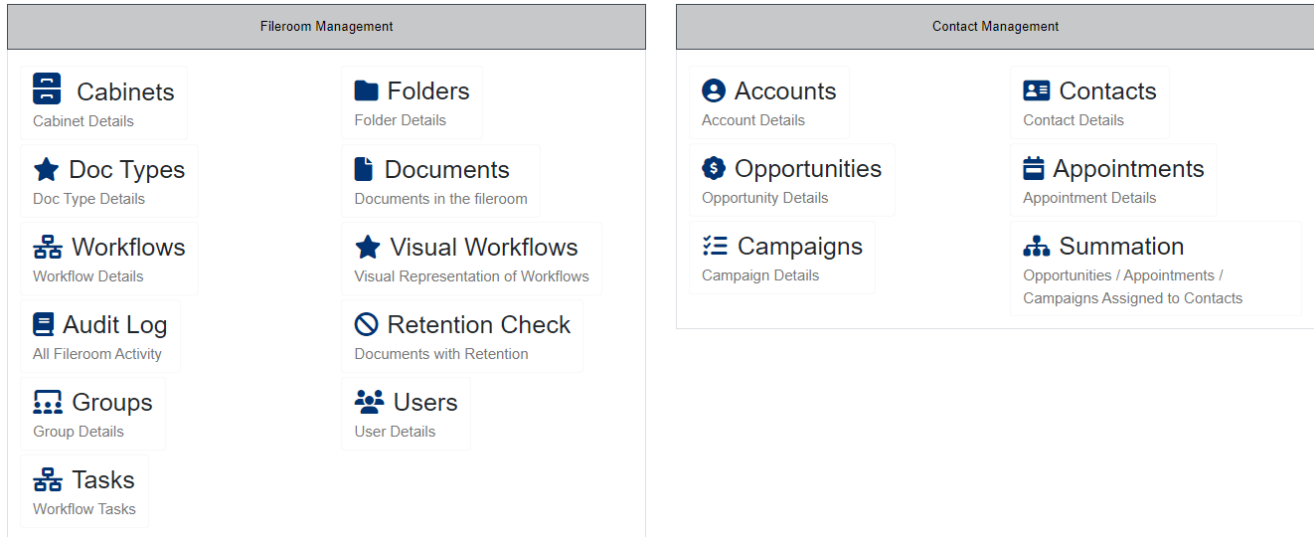 Fileroom Management
Cabinets
Cabinet Details
Folders
Folder Details
Doc Types
Doc Type Details
Documents
Documents in the fileroom
Workflows
Workflow Details
Visual Workflows
Visual Representation of Workflows
Audit Log
All Fileroom Activity
Retention Check
Documents with Retention
Groups
Group Details
Users
User Details
Tasks
Workflow Tasks
Contact Management
Accounts
Account Details
Contacts
Contact Details
Opportunities
Opportunity Details
Appointments
Appointment Details
Campaigns
Campaign Details
Summation
Opportunities / Appointments /
Campaigns Assigned to Contacts